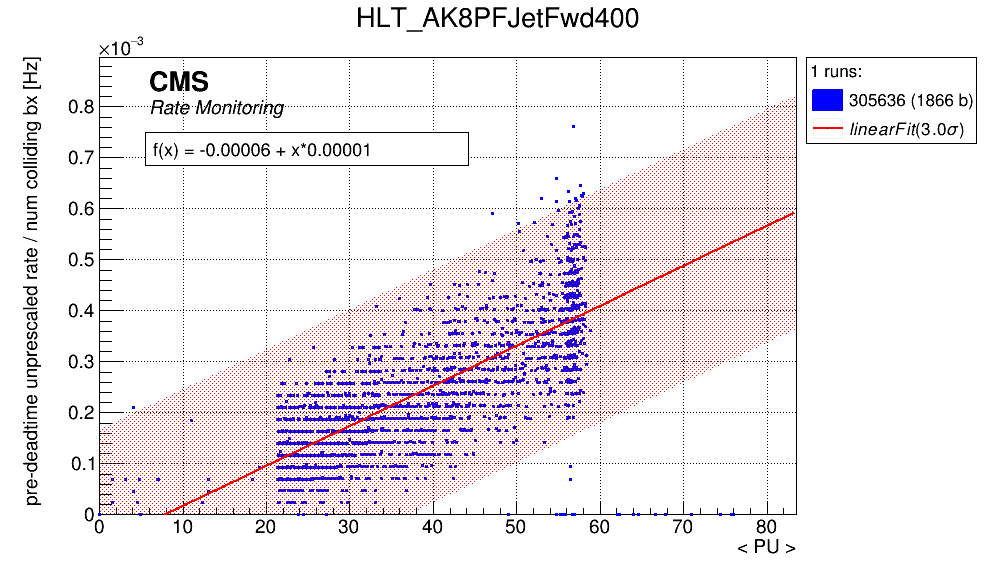 HLT_AK8PFJetFwd400
×10⁻³
CMS
Rate Monitoring
f(x) = -0.00006 + x*0.00001
1 runs:
305636 (1866 b)
linearFit(3.0σ)
pre-deadtime unprescaled rate / num colliding bx [Hz]
0.8
0.7
0.6
0.5
0.4
0.3
0.2
0.1
0
0 10 20 30 40 50 60 70 80
< PU >